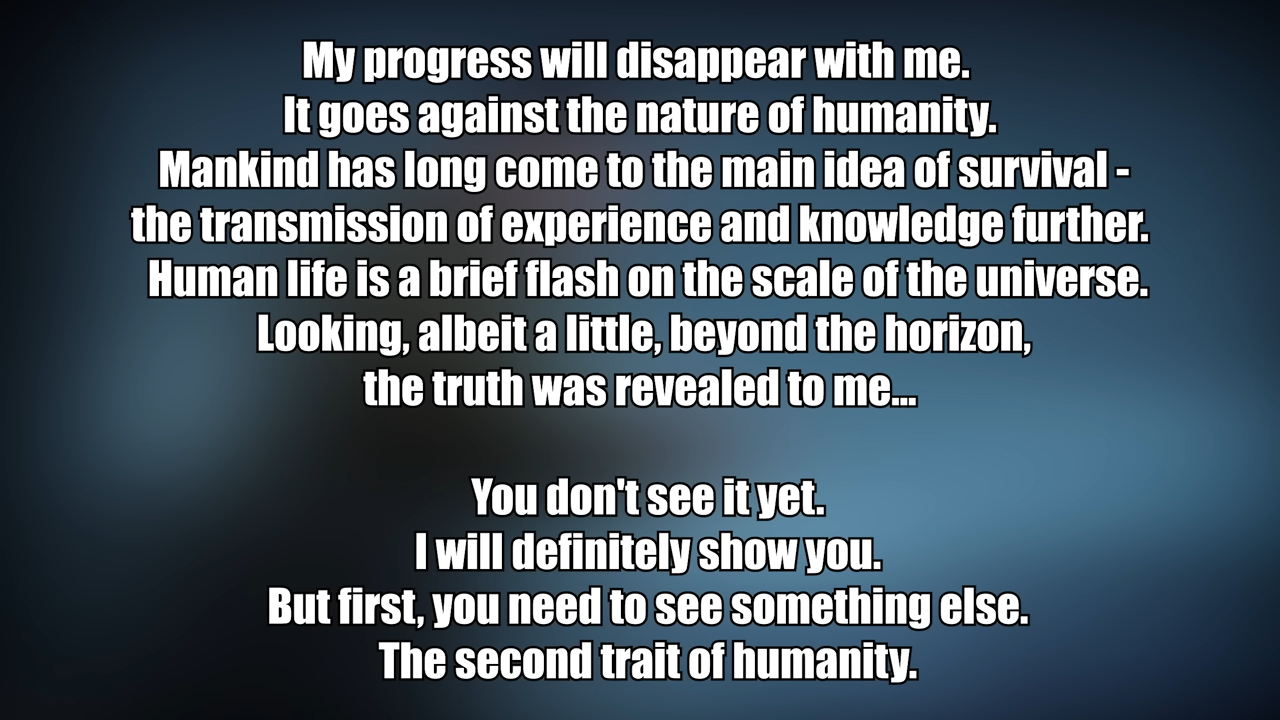 My progress will disappear with me.
It goes against the nature of humanity.
Mankind has long come to the main idea of survival -
the transmission of experience and knowledge further.
Human life is a brief flash on the scale of the universe.
Looking, albeit a little, beyond the horizon,
the truth was revealed to me...
You don't see it yet.
I will definitely show you.
But first, you need to see something else.
The second trait of humanity.